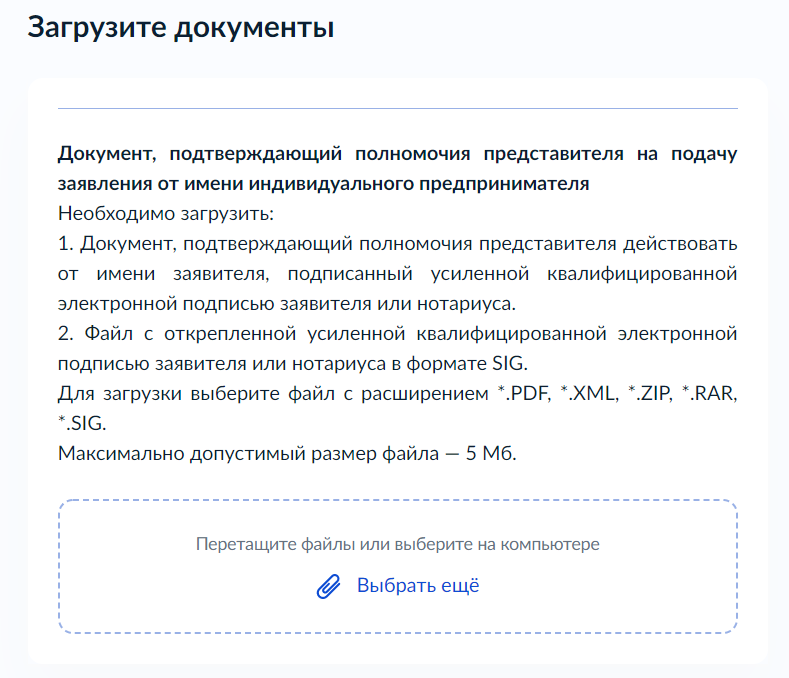 Загрузите документы
Документ, подтверждающий полномочия представителя на подачу
заявления от имени индивидуального предпринимателя
Необходимо загрузить:
1. Документ, подтверждающий полномочия представителя действовать
от имени заявителя, подписанный усиленной квалифицированной
электронной подписью заявителя или нотариуса.
2. Файл с открепленной усиленной квалифицированной электронной
подписью заявителя или нотариуса в формате SIG.
Для загрузки выберите файл с расширением *.PDF, *.XML, *.ZIP, *.RAR,
*.SIG.
Максимально допустимый размер файла — 5 Мб.
Перетащите файлы или выберите на компьютере
Выбрать ещё